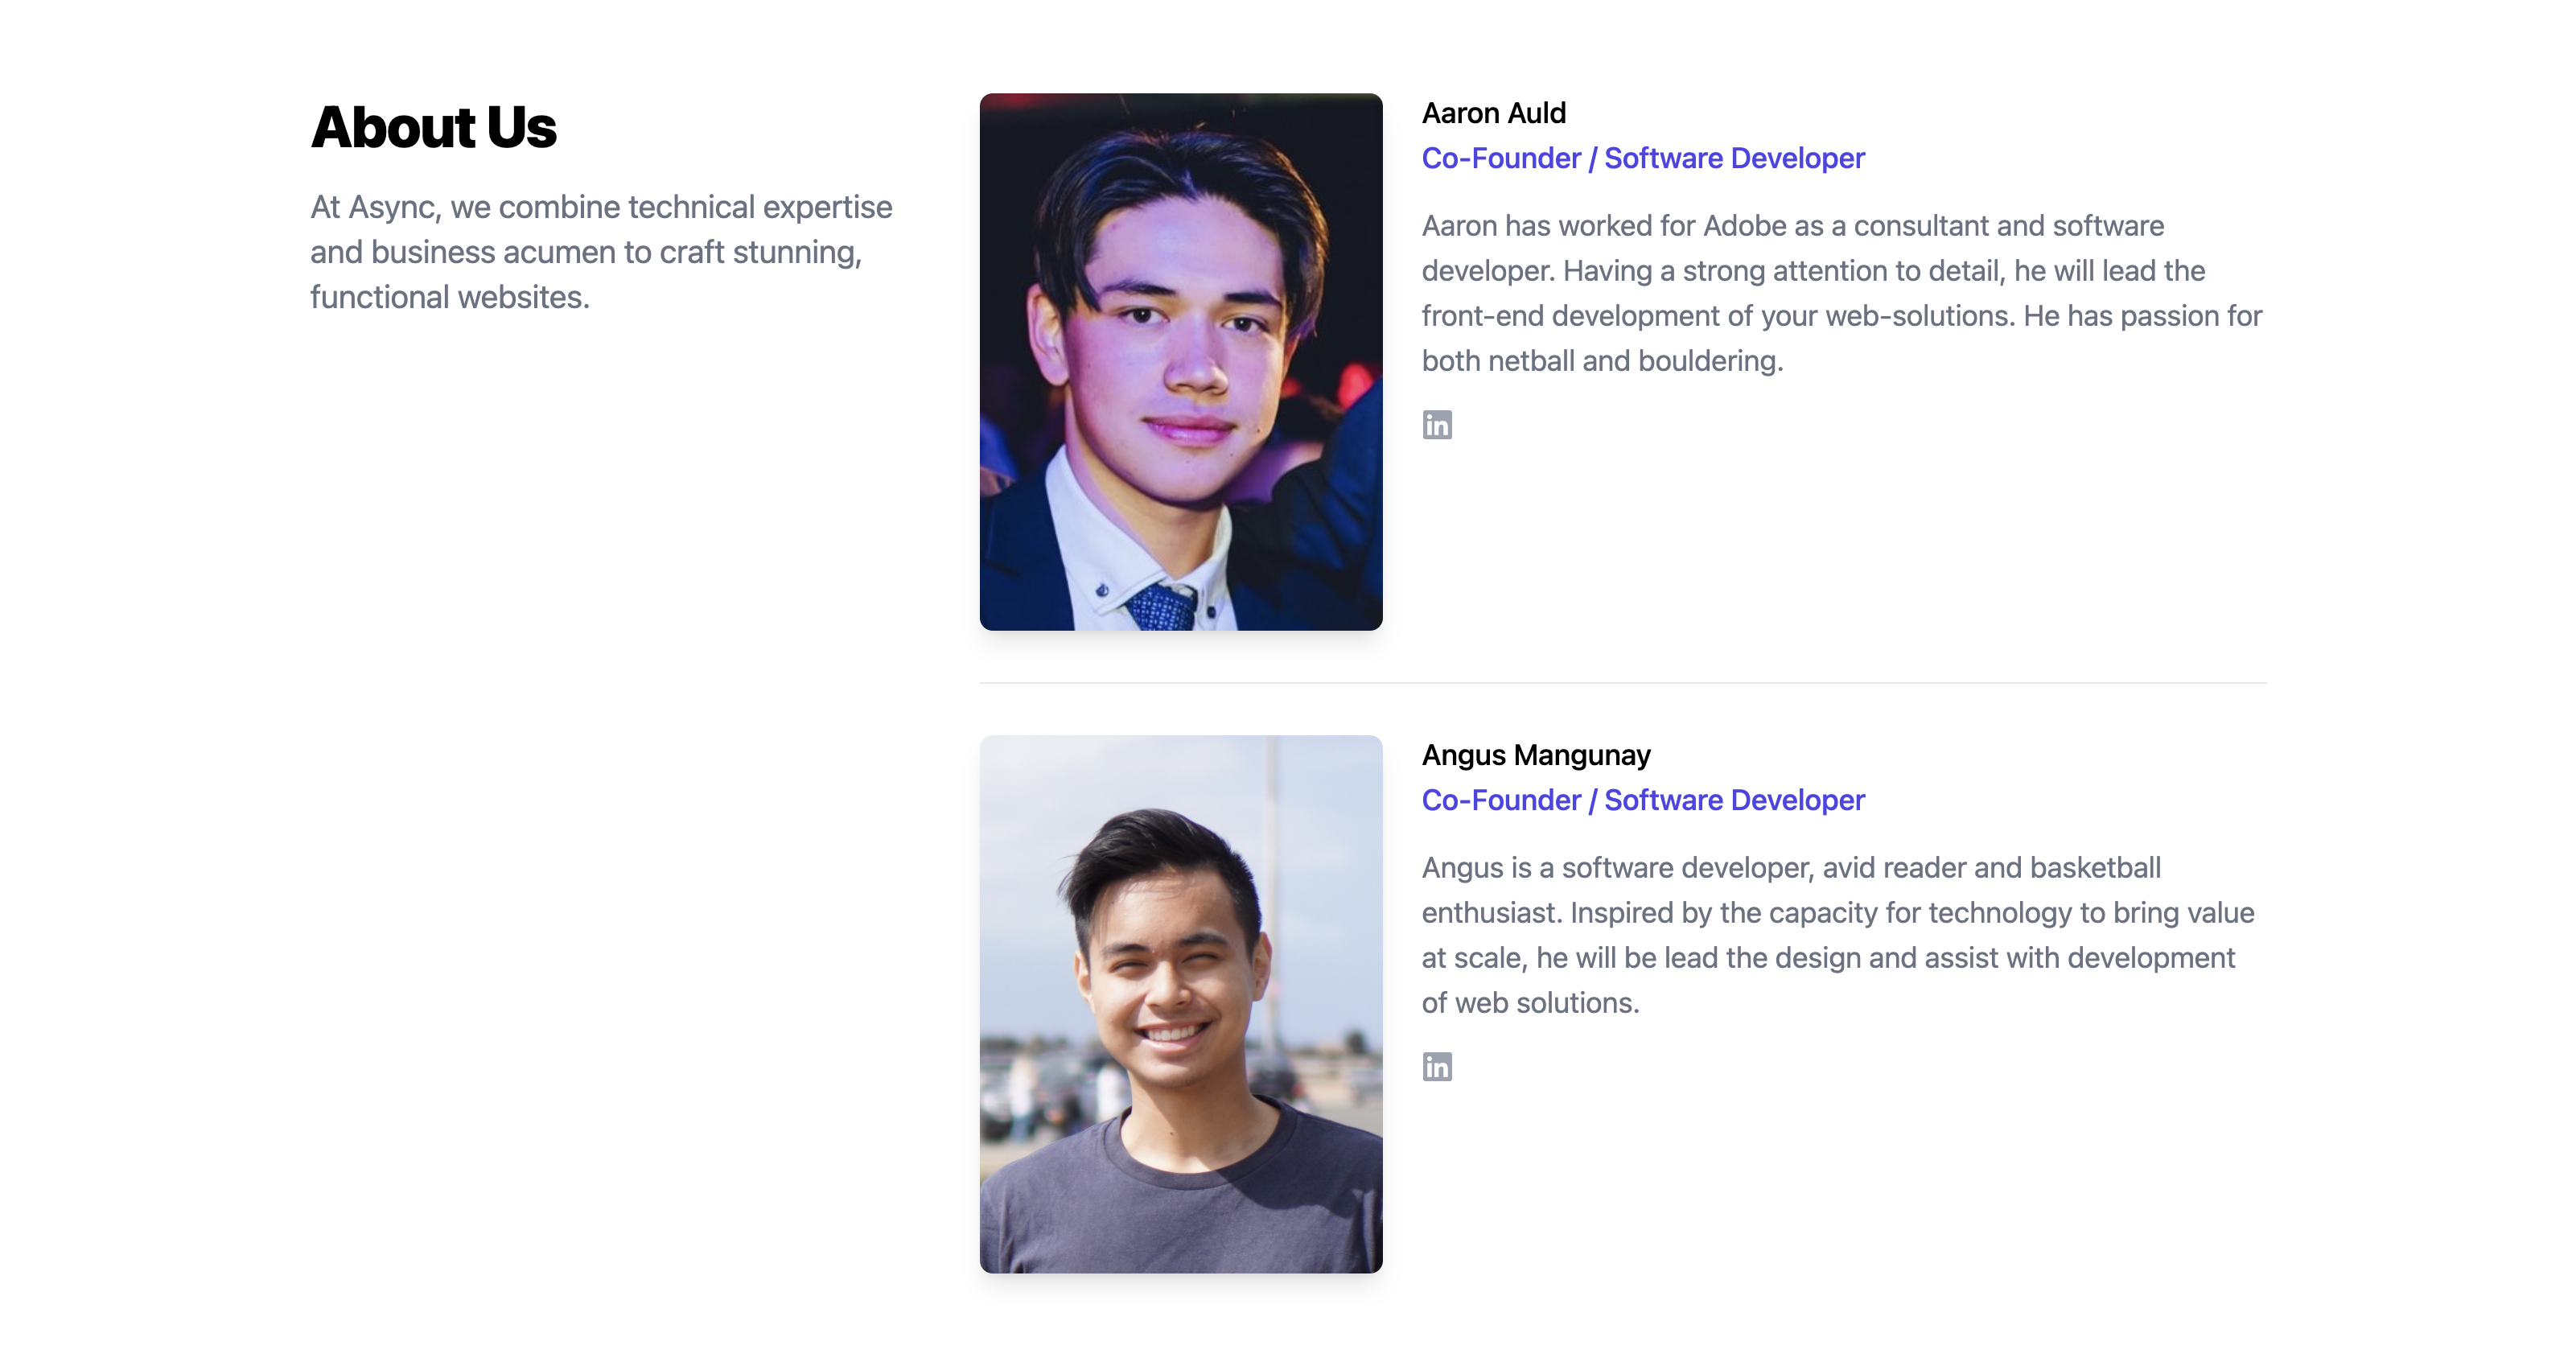 About Us
At Async, we combine technical expertise
and business acumen to craft stunning,
functional websites.
Aaron Auld
Co-Founder / Software Developer
Aaron has worked for Adobe as a consultant and software
developer. Having a strong attention to detail, he will lead the
front-end development of your web-solutions. He has passion for
both netball and bouldering.
in
Angus Mangunay
Co-Founder / Software Developer
Angus is a software developer, avid reader and basketball
enthusiast. Inspired by the capacity for technology to bring value
at scale, he will be lead the design and assist with development
of web solutions.
in